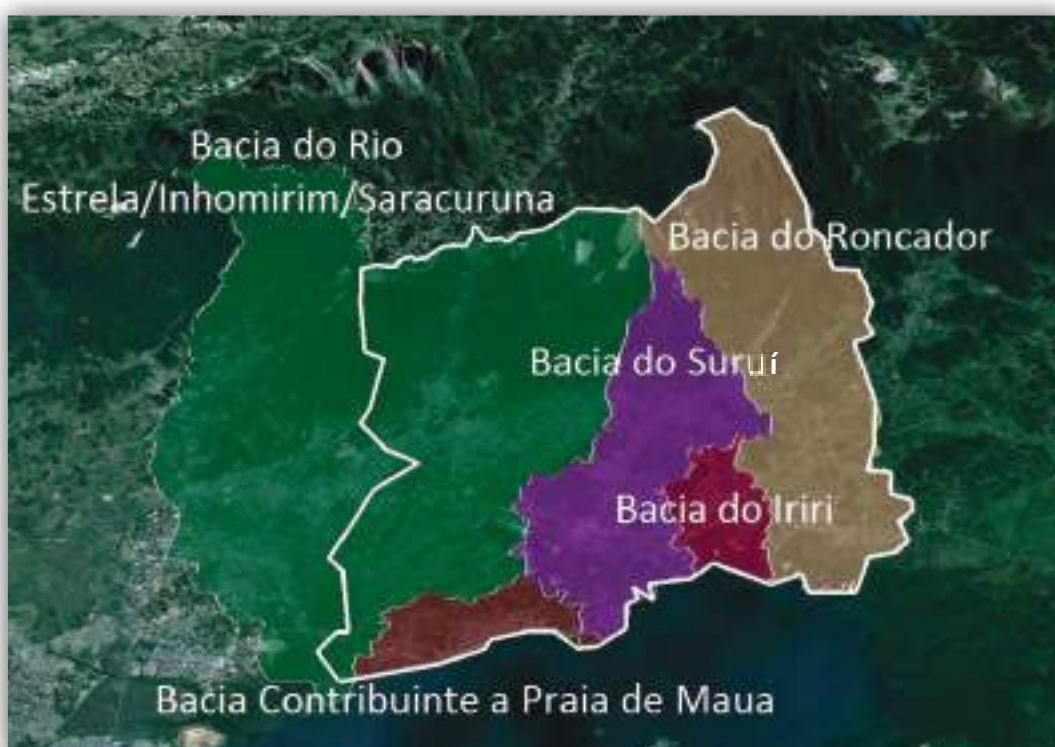 Bacia do Rio
Estrela/Inhomirim/Saracuruna
Bacia do Roncador
Bacia do Suruí
Bacia do Iriri
Bacia Contribuinte a Praia de Maua